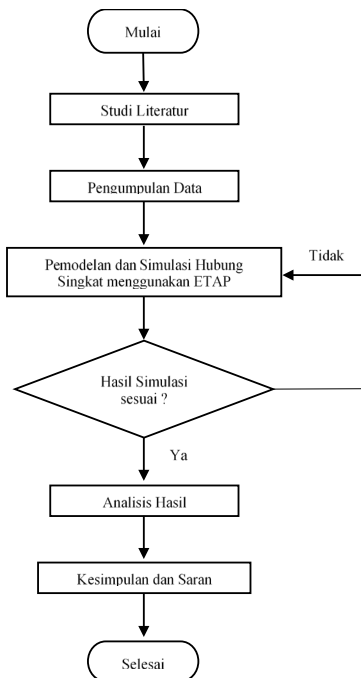 Mulai
Studi Literatur
Pengumpulan Data
Pemodelan dan Simulasi Hubung
Singkat menggunakan ETAP
Tidak
Hasil Simulasi
sesuai ?
Ya
Analisis Hasil
Kesimpulan dan Saran
Selesai